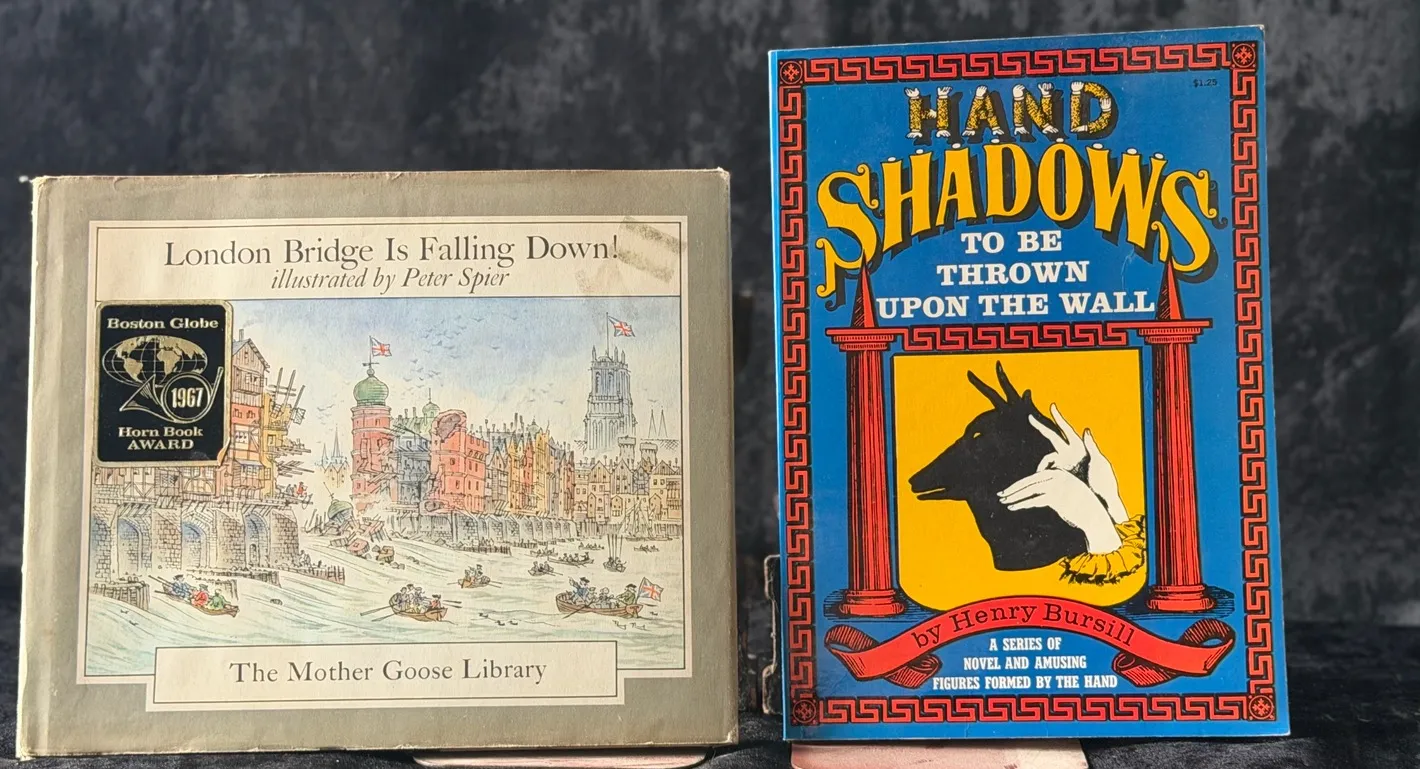 London Bridge Is Falling Down!
illustrated by Peter Spier
Boston Globe
1967
Horn Book
AWARD
The Mother Goose Library
$1.25
HAND
SHADOWS
TO BE
THROWN
UPON THE WALL
by Henry Bursill
A SERIES OF
NOVEL AND AMUSING
FIGURES FORMED BY THE HAND